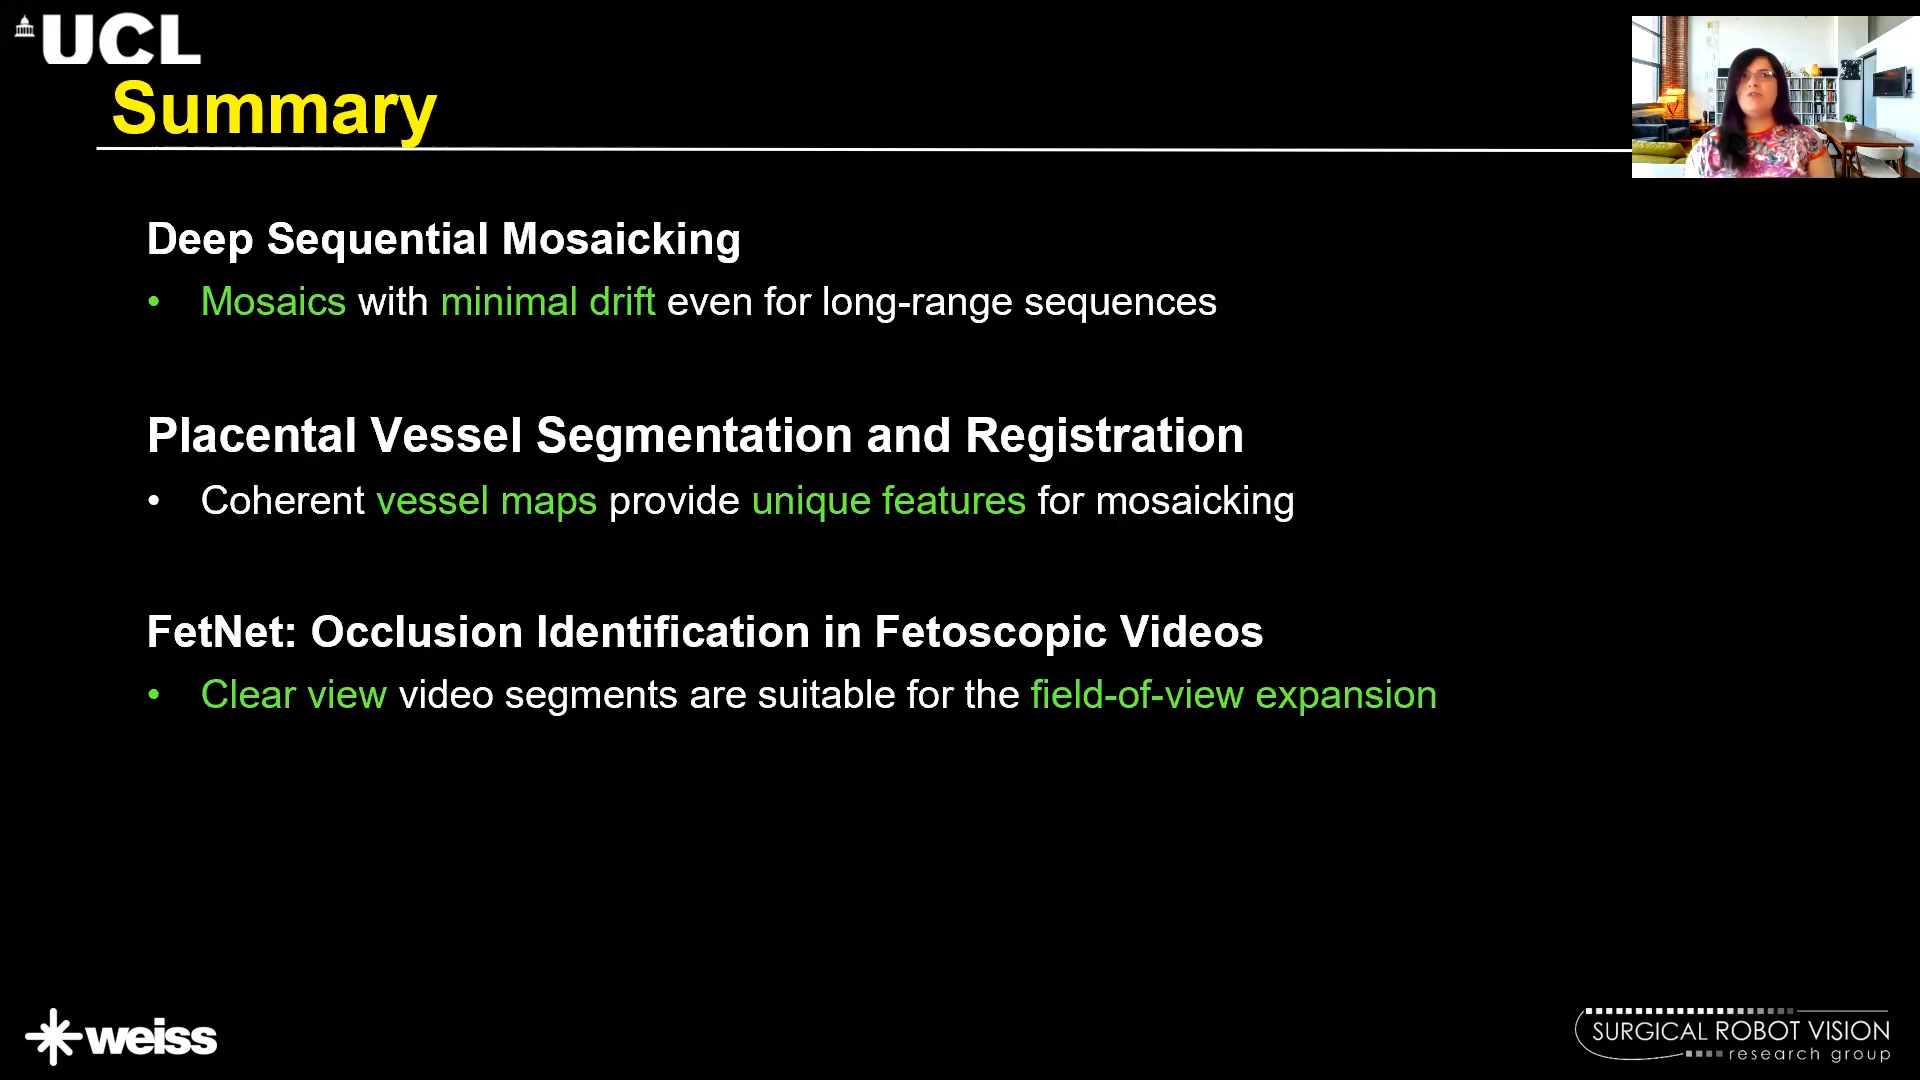 UCL
Summary
Deep Sequential Mosaicking
• Mosaics with minimal drift even for long-range sequences
Placental Vessel Segmentation and Registration
• Coherent vessel maps provide unique features for mosaicking
FetNet: Occlusion Identification in Fetoscopic Videos
• Clear view video segments are suitable for the field-of-view expansion
weiss
SURGICAL ROBOT VISION
research group